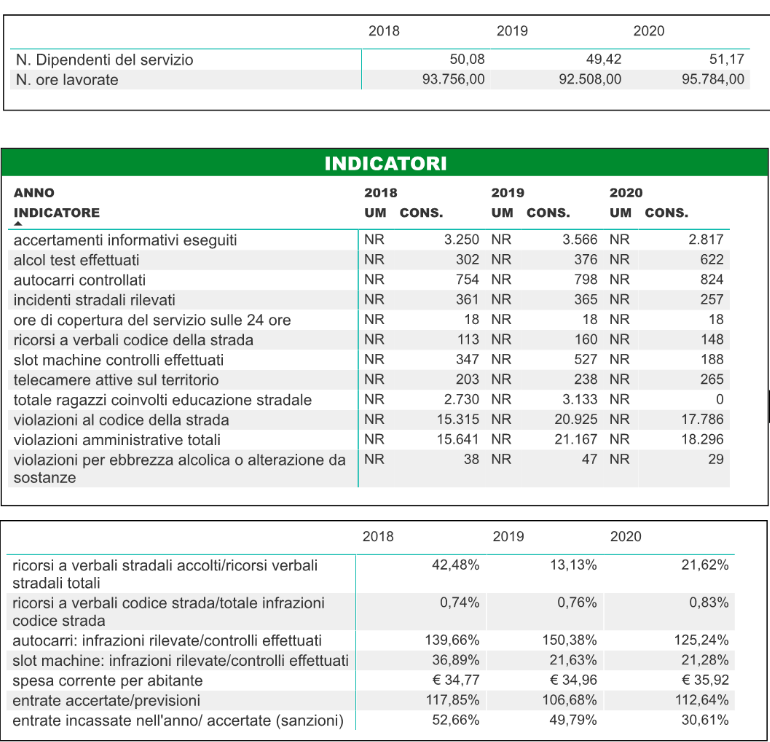 2018 2019 2020
N. Dipendenti del servizio 50,08 49,42 51,17
N. ore lavorate 93.756,00 92.508,00 95.784,00
INDICATORI
ANNO 2018 2019 2020
INDICATORE UM CONS. UM CONS. UM CONS.
accertamenti informativi eseguiti NR 3.250 NR 3.566 NR 2.817
alcol test effettuati NR 302 NR 376 NR 622
autocarri controllati NR 754 NR 798 NR 824
incidenti stradali rilevati NR 361 NR 365 NR 257
ore di copertura del servizio sulle 24 ore NR 18 NR 18 NR 18
ricorsi a verbali codice della strada NR 113 NR 160 NR 148
slot machine controlli effettuati NR 347 NR 527 NR 188
telecamere attive sul territorio NR 203 NR 238 NR 265
totale ragazzi coinvolti educazione stradale NR 2.730 NR 3.133 NR 0
violazioni al codice della strada NR 15.315 NR 20.925 NR 17.786
violazioni amministrative totali NR 15.641 NR 21.167 NR 18.296
violazioni per ebbrezza alcolica o alterazione da NR 38 NR 47 NR 29
sostanze
2018 2019 2020
ricorsi a verbali stradali accolti/ricorsi verbali 42,48% 13,13% 21,62%
stradali totali
ricorsi a verbali codice strada/totale infrazioni 0,74% 0,76% 0,83%
codice strada
autocarri: infrazioni rilevate/controlli effettuati 139,66% 150,38% 125,24%
slot machine: infrazioni rilevate/controlli effettuati 36,89% 21,63% 21,28%
spesa corrente per abitante € 34,77 € 34,96 € 35,92
entrate accertate/previsioni 117,85% 106,68% 112,64%
entrate incassate nell'anno/ accertate (sanzioni) 52,66% 49,79% 30,61%